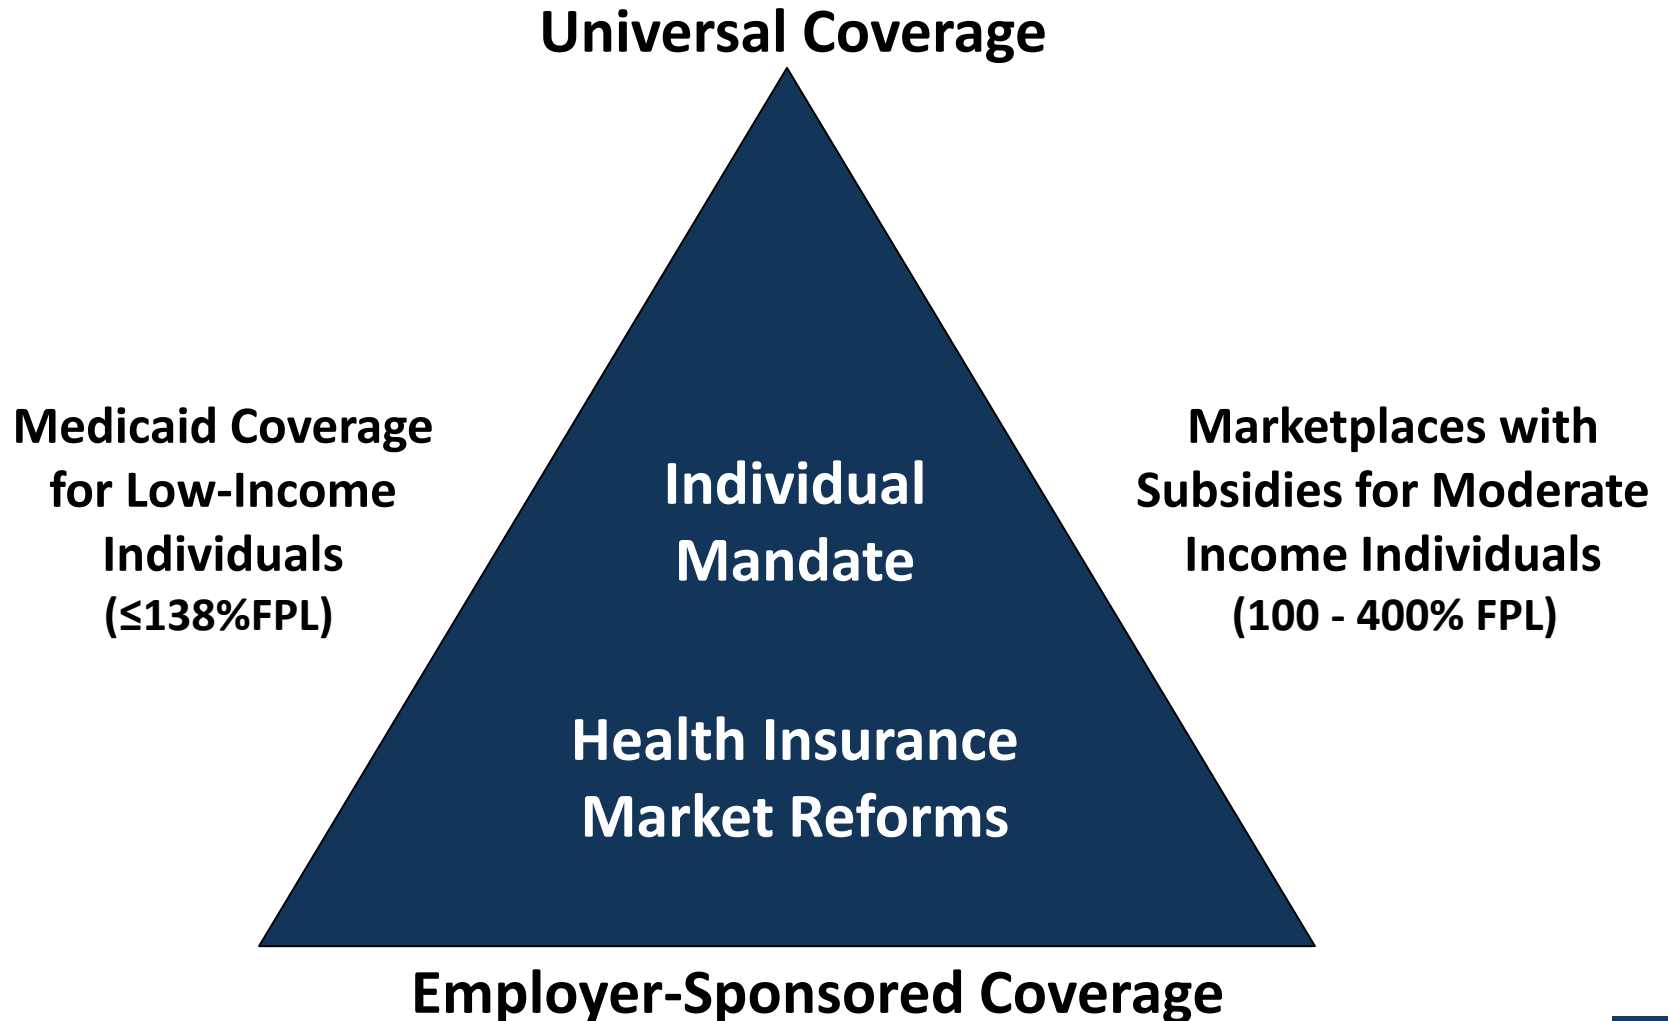 Universal Coverage
Medicaid Coverage
for Low-Income
Individuals
(≤138%FPL)
Individual
Mandate
Health Insurance
Market Reforms
Marketplaces with
Subsidies for Moderate
Income Individuals
(100 - 400% FPL)
Employer-Sponsored Coverage